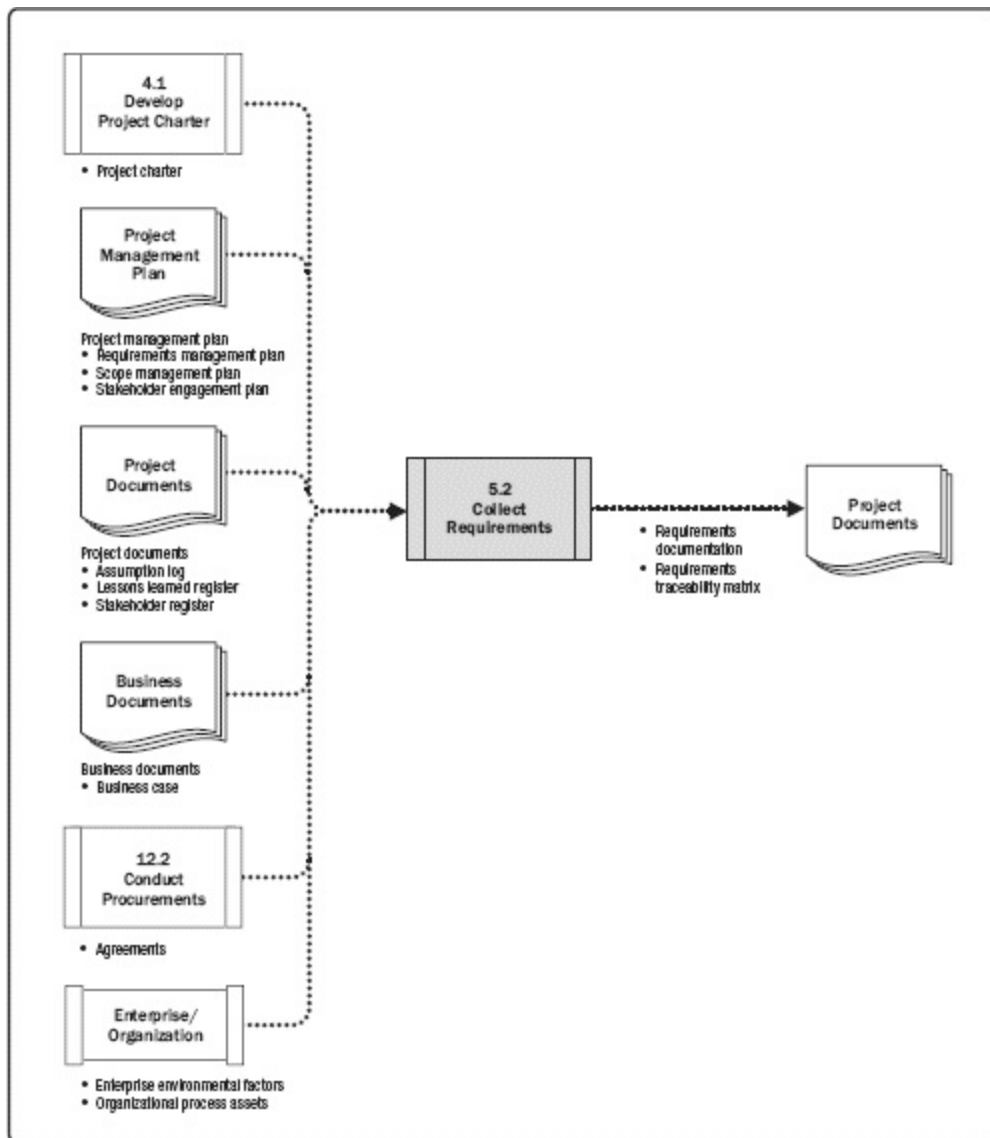 4.1
Develop
Project Charter
• Project charter
Project
Management
Plan
Project management plan
• Requirements management plan
• Scope management plan
• Stakeholder engagement plan
Project
Documents
Project documents
• Assumption log
• Lessons learned register
• Stakeholder register
Business
Documents
Business documents
• Business case
12.2
Conduct
Procurements
• Agreements
Enterprise/
Organization
• Enterprise environmental factors
• Organizational process assets
5.2
Collect
Requirements
• Requirements
documentation
• Requirements
traceability matrix
Project
Documents